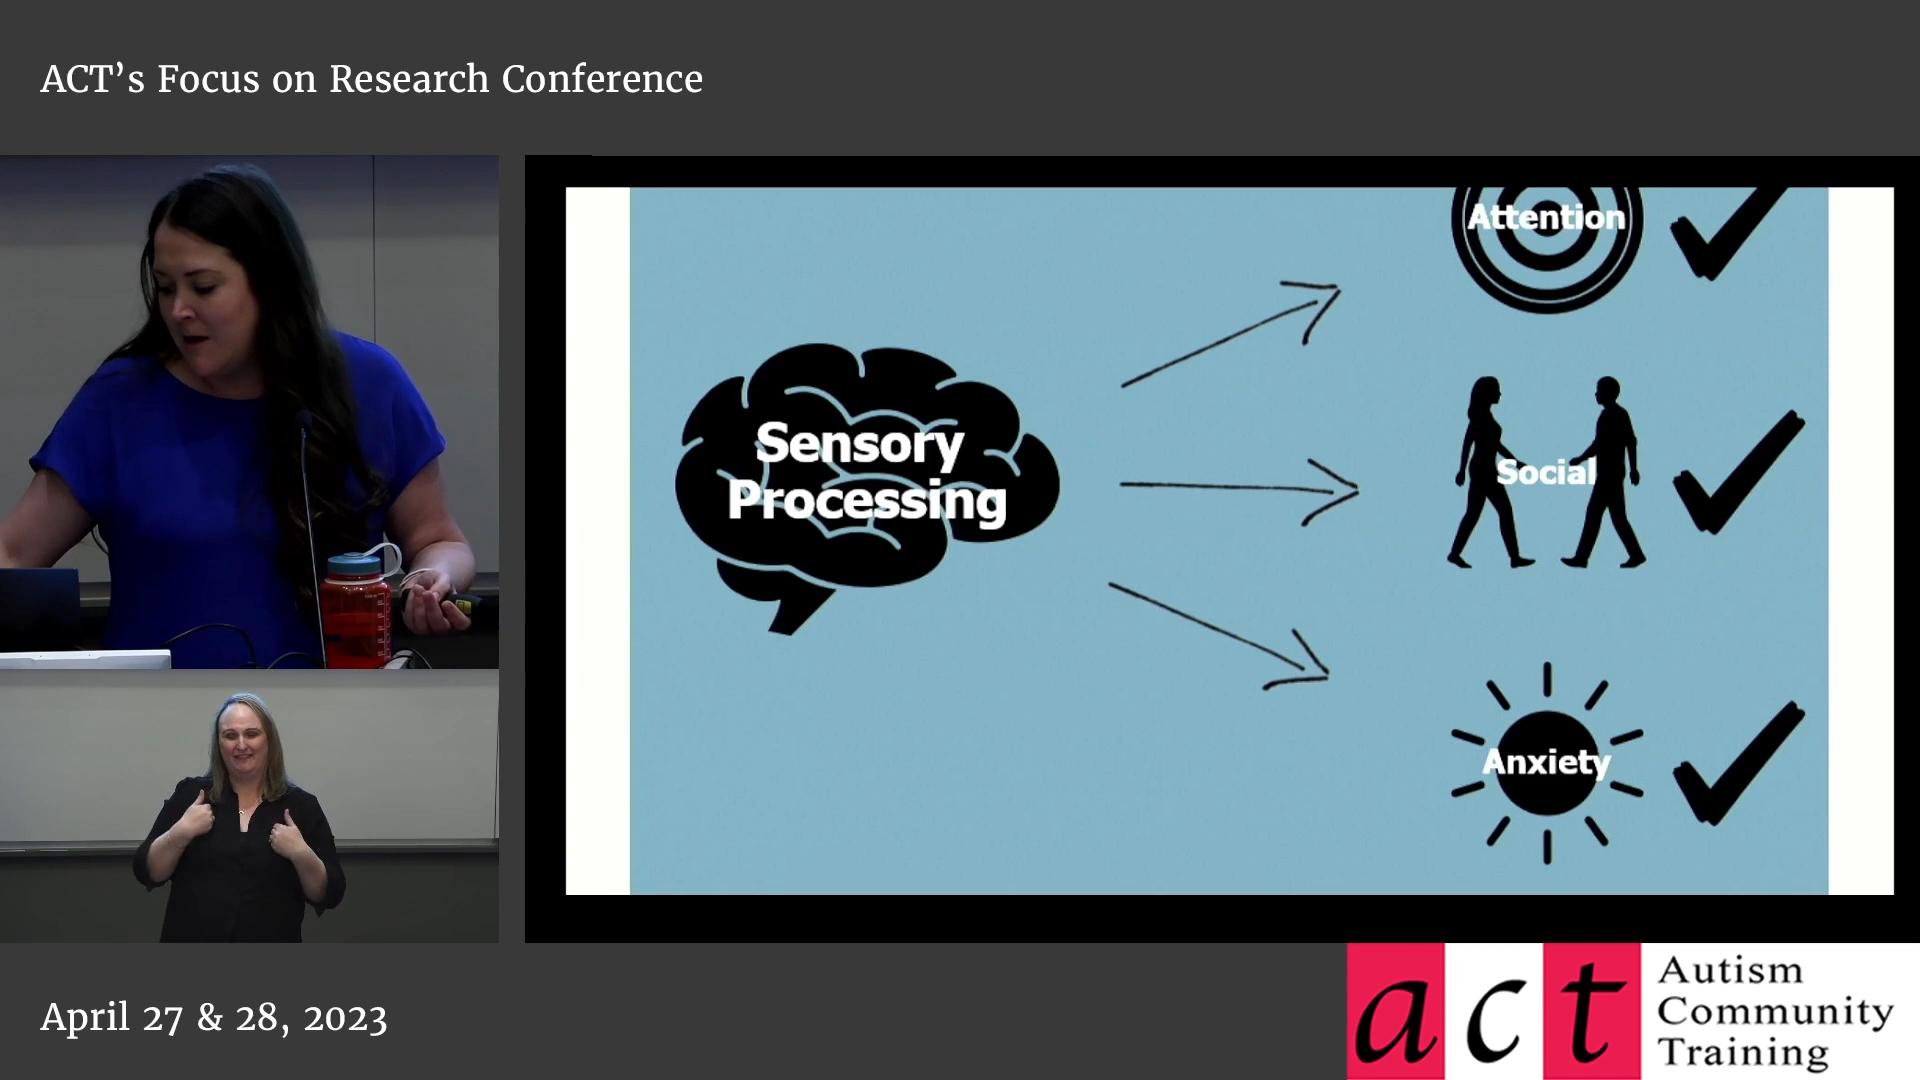 ACT’s Focus on Research Conference
Attention
Sensory
Processing
Social
Anxiety
April 27 & 28, 2023
act
Autism
Community
Training